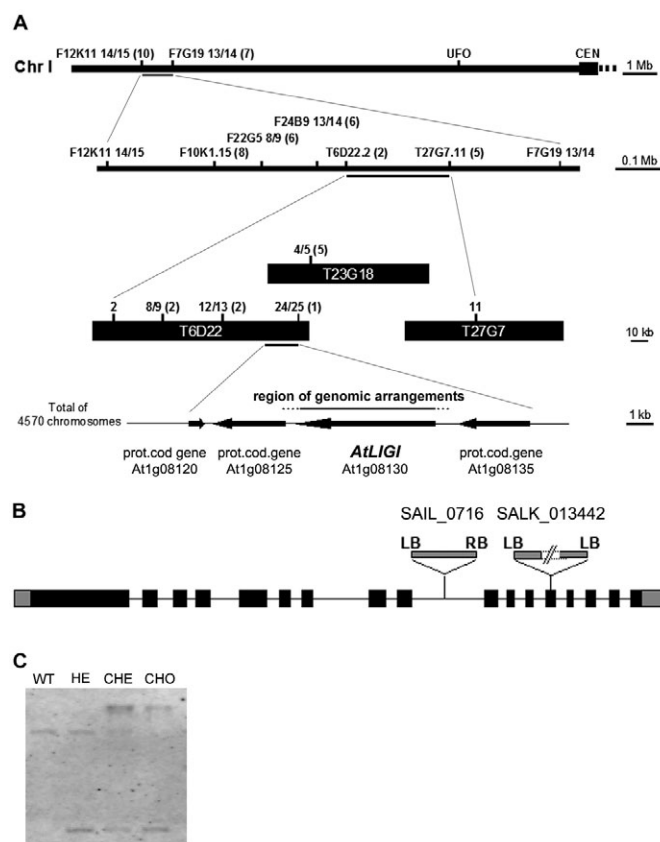 A
F12K11 14/15 (10) F7G19 13/14 (7) UFO CEN
Chr I
1 Mb
F24B9 13/14 (6)
F22G5 8/9 (6)
F12K11 14/15 F10K1.15 (8) T6D22.2 (2) T27G7.11 (5) F7G19 13/14
0.1 Mb
4/5 (5)
T23G18
2 8/9 (2) 12/13 (2) 24/25 (1) 11
T6D22 T27G7
10 kb
region of genomic arrangements
Total of
4570 chromosomes
1 kb
prot.cod gene AtLIGI prot.cod.gene
At1g08120 At1g08125 At1g08130 At1g08135
prot.cod.gene
B
SAIL_0716 SALK_013442
LB RB LB LB
C
WT HE CHE CHO